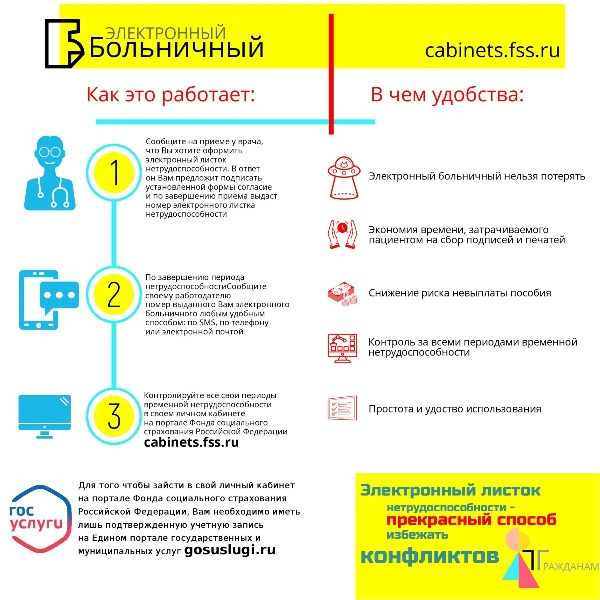 ЭЛЕКТРОННЫЙ
Больничный
cabinets.fss.ru
Как это работает:
В чем удобства:
1
Сообщите на приеме у врача,
что Вы хотите оформить
электронный листок
нетрудоспособности. В ответ
он Вам предложит подписать
установленной формы согласие
и по завершению приема выдаст
номер электронного листка
нетрудоспособности
2
По завершению периода
нетрудоспособностиСообщите
своему работодателю
номер выданного Вам электронного
больничного любым удобным
способом: по SMS, по телефону
или электронной почтой
3
Контролируйте все свои периоды
временной нетрудоспособности
в своем личном кабинете
на портале Фонда социального
страхования Российской Федерации
cabinets.fss.ru
Электронный больничный нельзя потерять
Экономия времени, затрачиваемого
пациентом на сбор подписей и печатей
Снижение риска невыплаты пособия
Контроль за всеми периодами временной
нетрудоспособности
Простота и удоство использования
гос
услуги
Для того чтобы зайсти в свой личный кабинет
на портале Фонда социального страхования
Российской Федерации, Вам необходимо иметь
лишь подтвержденную учетную запись
на Едином портале государственных и
муниципальных услуг gosuslugi.ru
Электронный листок
нетрудоспособности -
прекрасный способ
избежать
конфликтов
ГРАЖДАНАМ